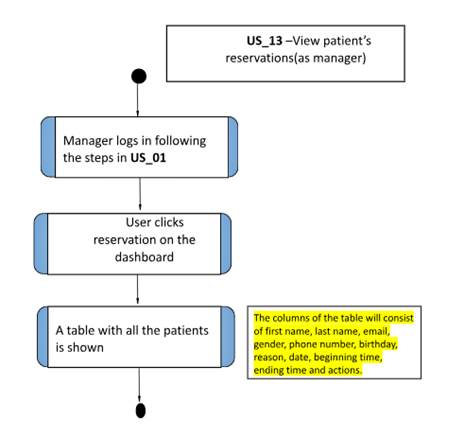 US_13 –View patient's
reservations(as manager)
Manager logs in following
the steps in US_01
User clicks
reservation on the
dashboard
A table with all the patients
is shown
The columns of the table will consist
of first name, last name, email,
gender, phone number, birthday,
reason, date, beginning time,
ending time and actions.